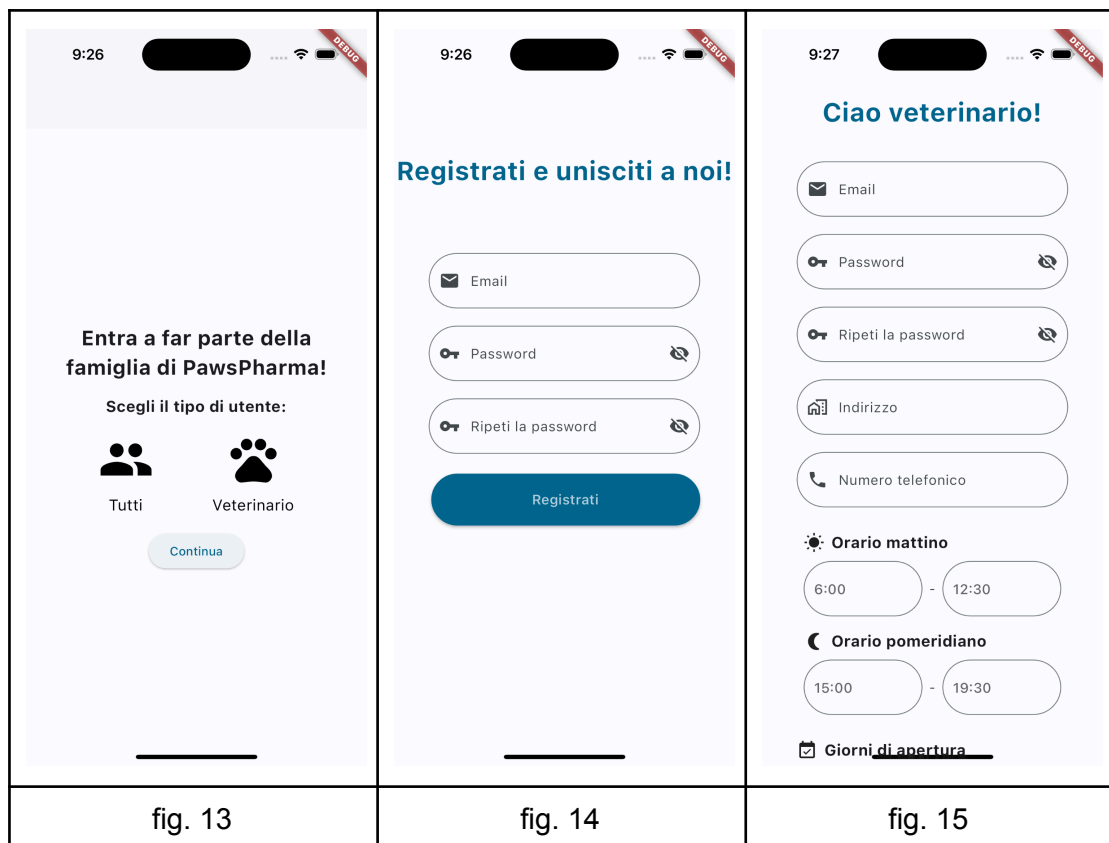 9:26
DEBUG
Entra a far parte della
famiglia di PawsPharma!
Scegli il tipo di utente:
Tutti
Veterinario
Continua
fig. 13
9:26
DEBUG
Registrati e unisciti a noi!
Email
Password
Ripeti la password
Registrati
fig. 14
9:27
DEBUG
Ciao veterinario!
Email
Password
Ripeti la password
Indirizzo
Numero telefonico
Orario mattino
6:00 - 12:30
Orario pomeridiano
15:00 - 19:30
Giorni di apertura
fig. 15